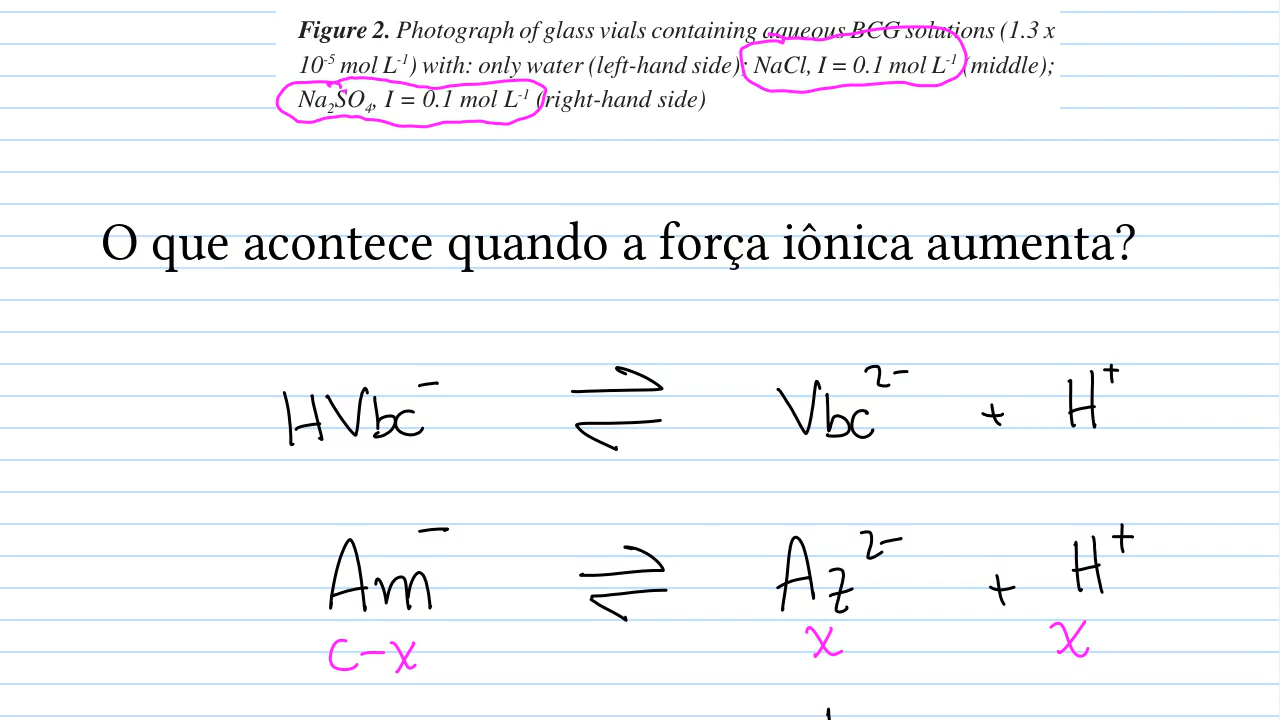 Figure 2. Photograph of glass vials containing aqueous BCG solutions (1.3 x
10⁻⁵ mol L⁻¹) with: only water (left-hand side); NaCl, I = 0.1 mol L⁻¹ (middle);
Na₂SO₄, I = 0.1 mol L⁻¹ (right-hand side)
O que acontece quando a força iônica aumenta?
HVbc⁻ ⇌ Vbc²⁻ + H⁺
Am⁻ ⇌ Az²⁻ + H⁺
C-x x x